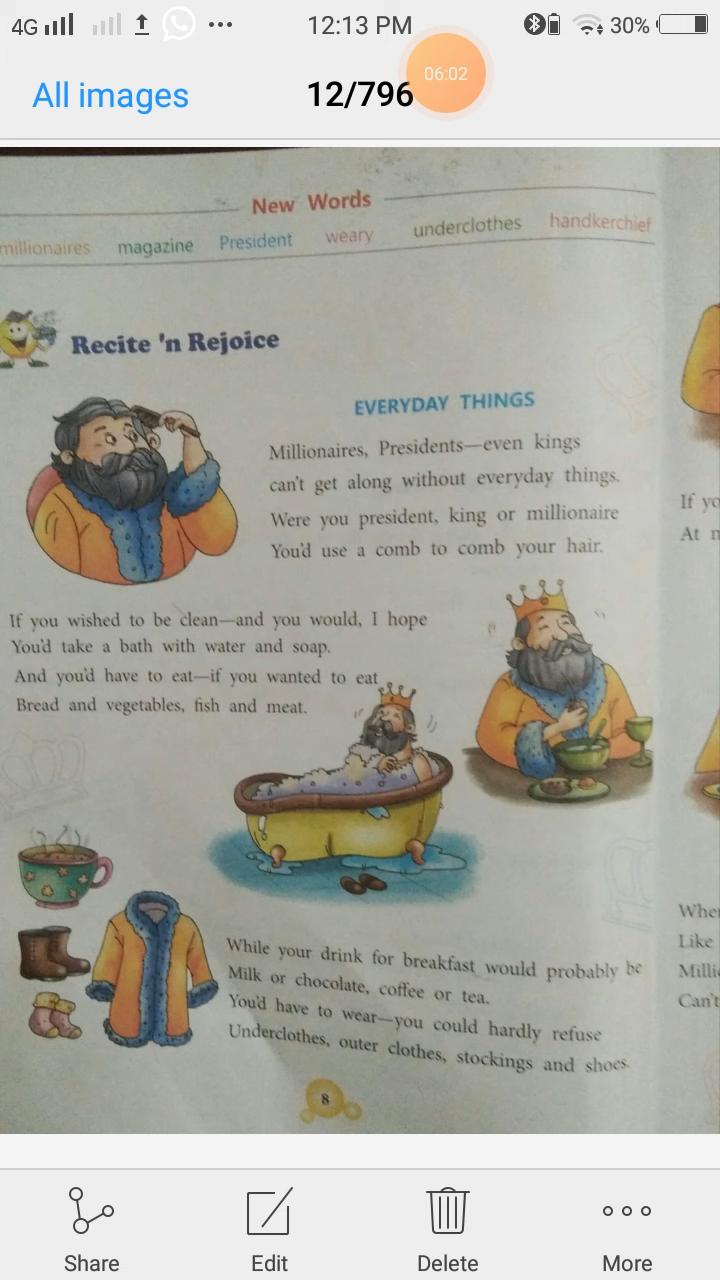 4G
12:13 PM
30%
All images
12/796
06:02
New Words
millionaires magazine President weary underclothes handkerchief
Recite 'n Rejoice
EVERYDAY THINGS
Millionaires, Presidents—even kings
can't get along without everyday things.
Were you president, king or millionaire
You'd use a comb to comb your hair.
If you wished to be clean—and you would, I hope
You'd take a bath with water and soap.
And you'd have to eat—if you wanted to eat
Bread and vegetables, fish and meat.
While your drink for breakfast would probably be
Milk or chocolate, coffee or tea.
You'd have to wear—you could hardly refuse
Underclothes, outer clothes, stockings and shoes.
8
If
At
Like
Can't
Share Edit Delete More